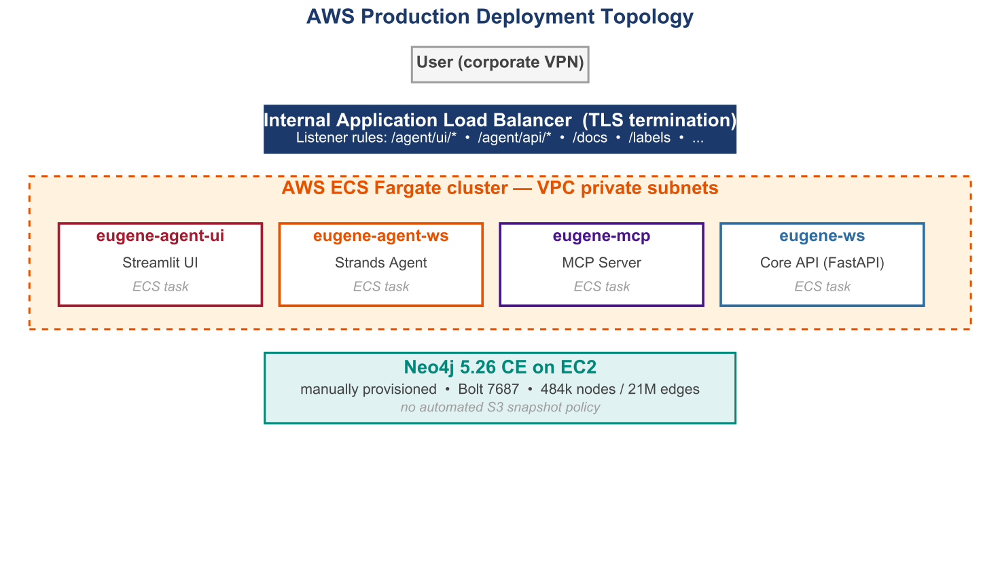 AWS Production Deployment Topology
User (corporate VPN)
Internal Application Load Balancer  (TLS termination)
Listener rules: /agent/ui/*  •  /agent/api/*  •  /docs  •  /labels  •  ...
AWS ECS Fargate cluster — VPC private subnets
eugene-agent-ui
Streamlit UI
ECS task
eugene-agent-ws
Strands Agent
ECS task
eugene-mcp
MCP Server
ECS task
eugene-ws
Core API (FastAPI)
ECS task
Neo4j 5.26 CE on EC2
manually provisioned  •  Bolt 7687  •  484k nodes / 21M edges
no automated S3 snapshot policy